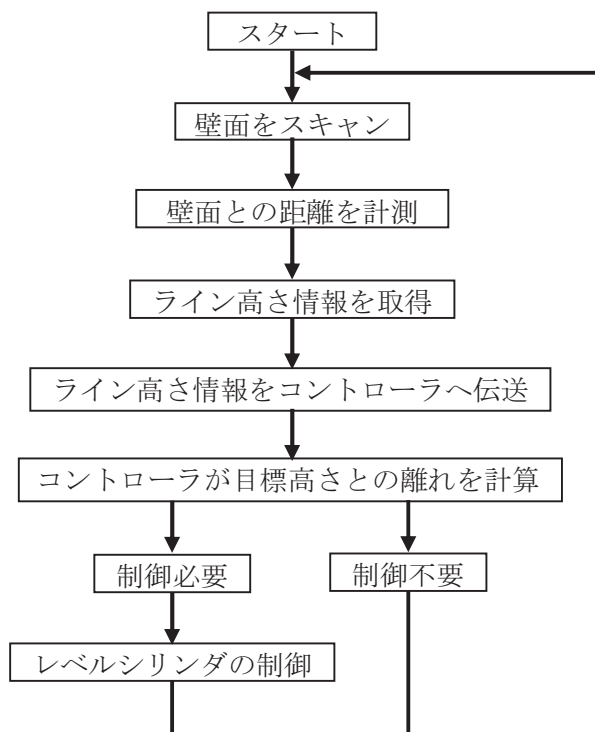 スタート
壁面をスキャン
壁面との距離を計測
ライン高さ情報を取得
ライン高さ情報をコントローラへ伝送
コントローラが目標高さとの離れを計算
制御必要
制御不要
レベルシリンダの制御